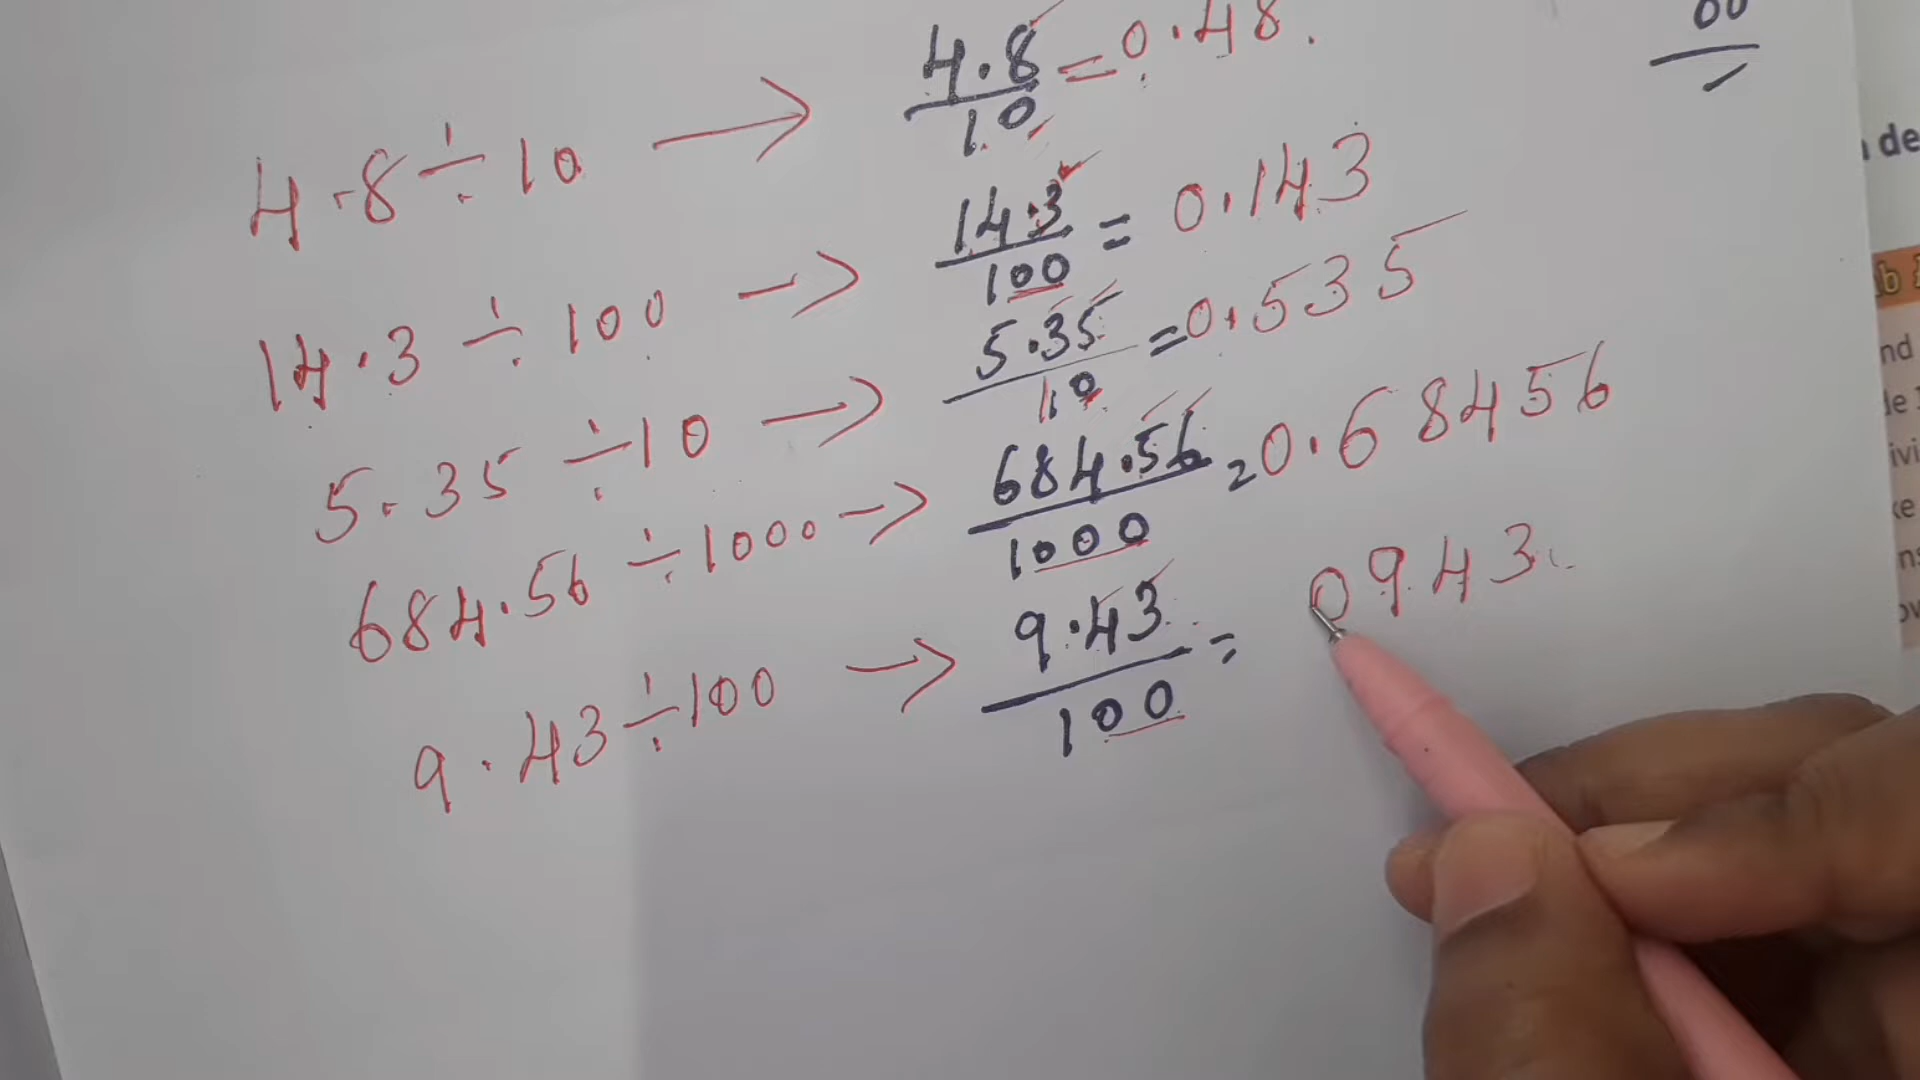 4.8 ÷ 10 → 4.8/10 = 0.48.
14.3 ÷ 100 → 14.3/100 = 0.143
5.35 ÷ 10 → 5.35/10 = 0.535
684.56 ÷ 1000 → 684.56/1000 = 0.68456
9.43 ÷ 100 → 9.43/100 = 0943
00
de
nd